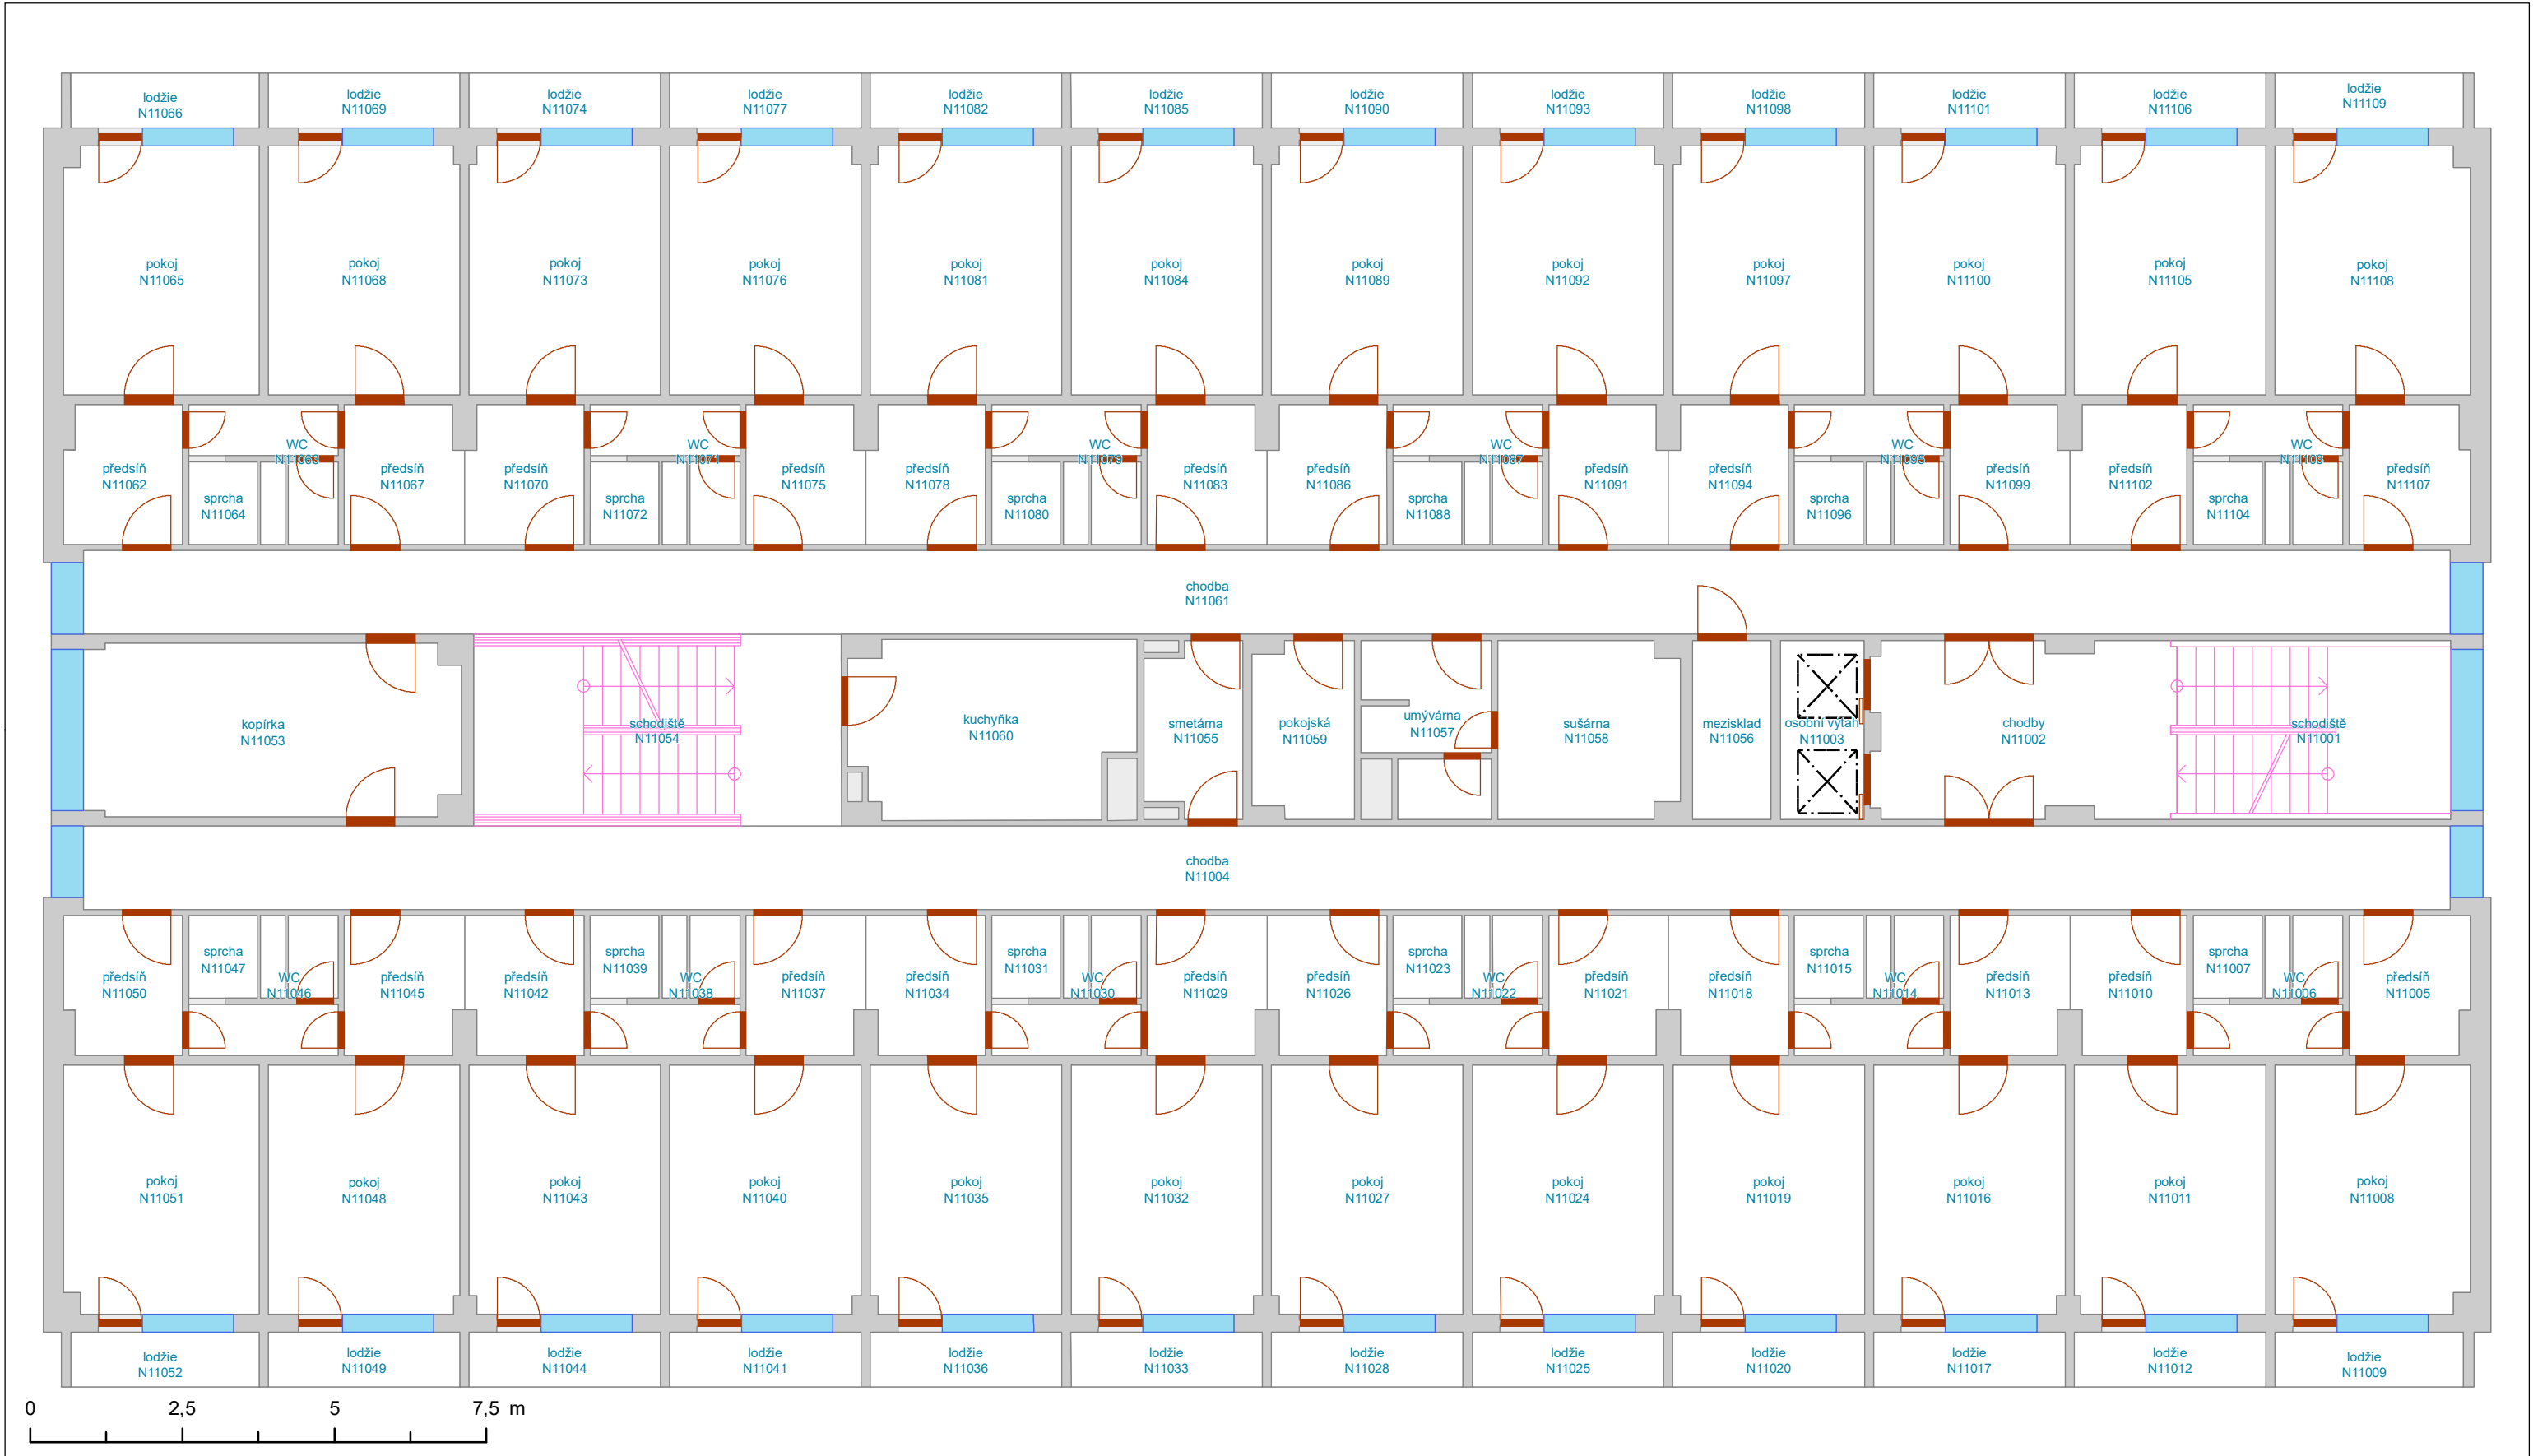 lodžie
N11066
lodžie
N11069
lodžie
N11074
lodžie
N11077
lodžie
N11082
lodžie
N11085
lodžie
N11090
lodžie
N11093
lodžie
N11098
lodžie
N11101
lodžie
N11106
lodžie
N11109
pokoj
N11065
pokoj
N11068
pokoj
N11073
pokoj
N11076
pokoj
N11081
pokoj
N11084
pokoj
N11089
pokoj
N11092
pokoj
N11097
pokoj
N11100
pokoj
N11105
pokoj
N11108
předsíň
N11062
sprcha
N11064
WC
N11063
předsíň
N11067
předsíň
N11070
sprcha
N11072
WC
N11071
předsíň
N11075
předsíň
N11078
sprcha
N11080
WC
N11079
předsíň
N11083
předsíň
N11086
sprcha
N11088
WC
N11087
předsíň
N11091
předsíň
N11094
sprcha
N11096
WC
N11095
předsíň
N11099
předsíň
N11102
sprcha
N11104
WC
N11103
předsíň
N11107
chodba
N11061
kopírka
N11053
schodiště
N11054
kuchyňka
N11060
smetárna
N11055
pokojská
N11059
umývárna
N11057
sušárna
N11058
mezisklad
N11056
osobní výtah
N11003
chodby
N11002
schodiště
N11001
chodba
N11004
předsíň
N11050
sprcha
N11047
WC
N11046
předsíň
N11045
předsíň
N11042
sprcha
N11039
WC
N11038
předsíň
N11037
předsíň
N11034
sprcha
N11031
WC
N11030
předsíň
N11029
předsíň
N11026
sprcha
N11023
WC
N11022
předsíň
N11021
předsíň
N11018
sprcha
N11015
WC
N11014
předsíň
N11013
předsíň
N11010
sprcha
N11007
WC
N11006
předsíň
N11005
pokoj
N11051
pokoj
N11048
pokoj
N11043
pokoj
N11040
pokoj
N11035
pokoj
N11032
pokoj
N11027
pokoj
N11024
pokoj
N11019
pokoj
N11016
pokoj
N11011
pokoj
N11008
lodžie
N11052
lodžie
N11049
lodžie
N11044
lodžie
N11041
lodžie
N11036
lodžie
N11033
lodžie
N11028
lodžie
N11025
lodžie
N11020
lodžie
N11017
lodžie
N11012
lodžie
N11009
0 2,5 5 7,5 m